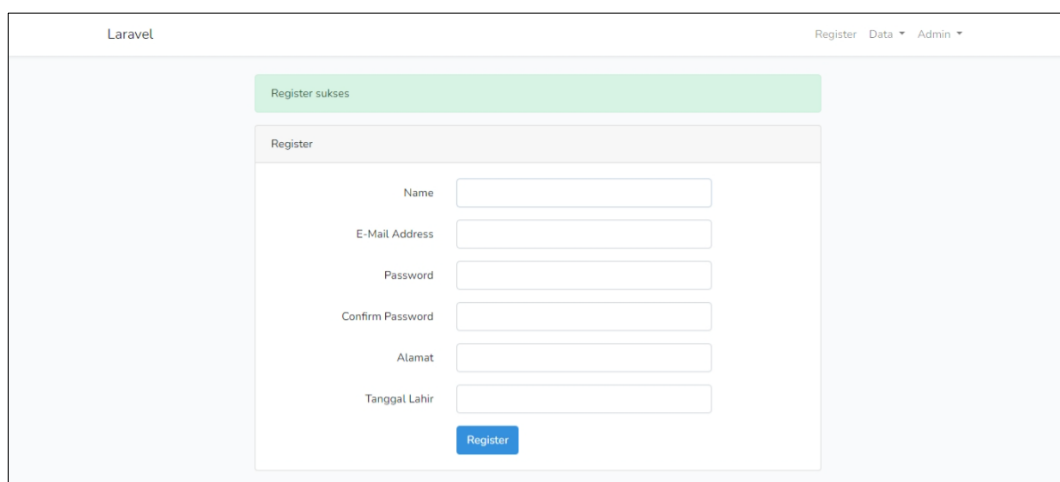 Laravel
Register Data Admin
Register sukses
Register
Name
E-Mail Address
Password
Confirm Password
Alamat
Tanggal Lahir
Register